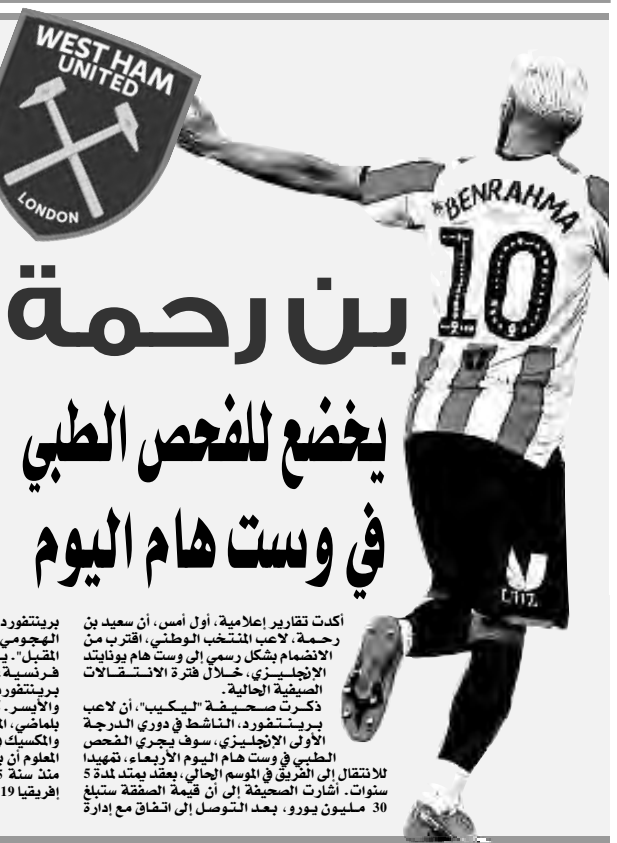 WEST HAM
UNITED
LONDON
BENRAHMA
10
بن رحمة
يخضع للفحص الطبي
في وست هام اليوم
أكدت تقارير إعلامية، أول أمس، أن سعيد بن
رحمة، لاعب المنتخب الوطني، اقترب من
الانضمام بشكل رسمي إلى وست هام يونايتد
الإنجليزي، خلال فترة الانتقالات
الصيفية الحالية.
ذكرت صحيفة "ليكيب"، أن لاعب
برينتفورد، الناشط في دوري الدرجة
الأولى الإنجليزي، سوف يجري الفحص
الطبي في وست هام اليوم الأربعاء، تمهيدا
للانتقال إلى الفريق في الموسم الحالي، بعقد يمتد لمدة 5
سنوات. أشارت الصحيفة إلى أن قيمة الصفقة ستبلغ
30 مليون يورو، بعد التوصل إلى اتفاق مع إدارة
برينتفورد
الهجومي
المقبل". ي
فرنسية،
برينتفورد
والأيسر.
بلماضي، ال
والمكسيك (
المعلوم أن ب
منذ سنة 5
إفريقيا 19